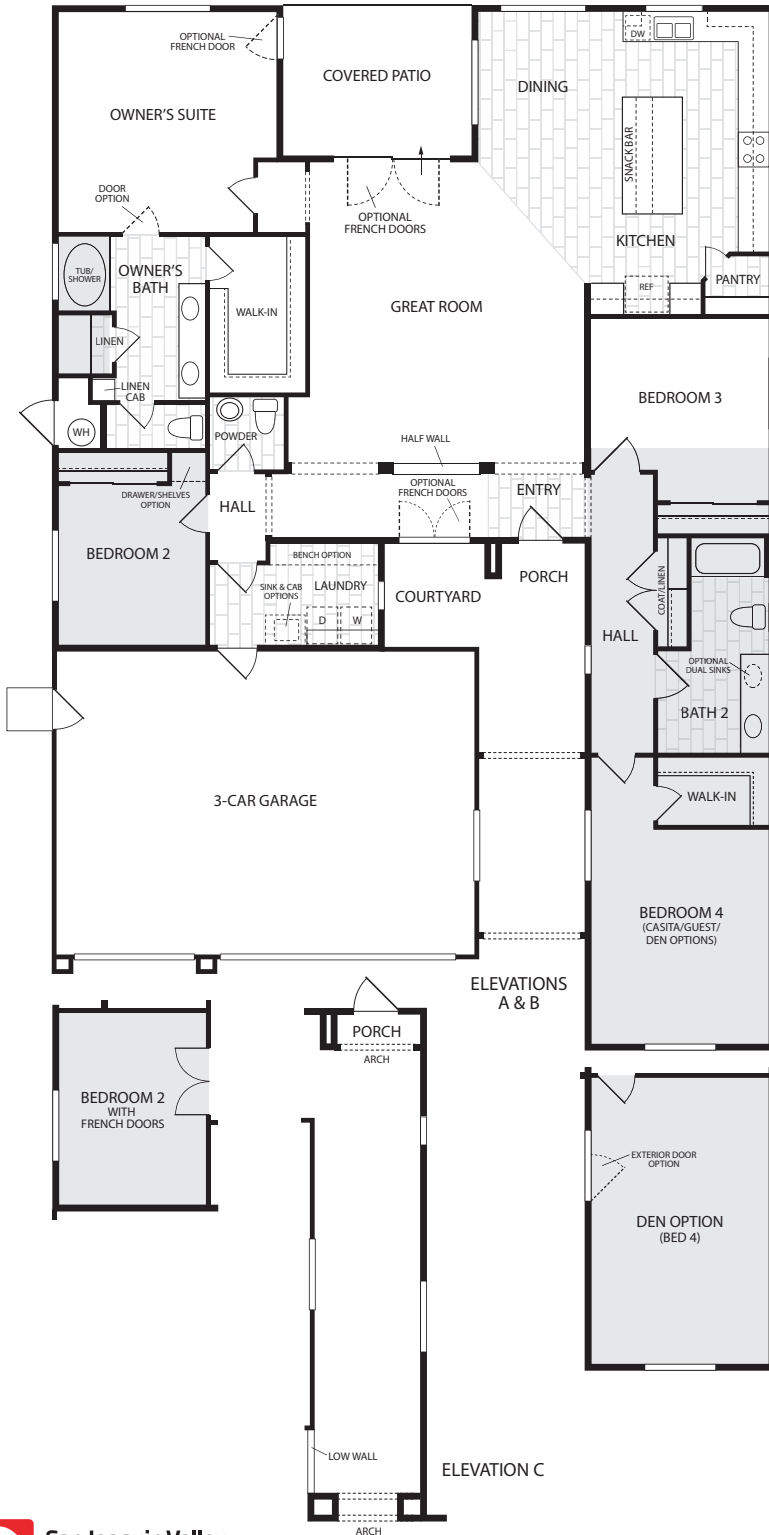 OPTIONAL
FRENCH DOOR
COVERED PATIO
DINING
DW
OWNER'S SUITE
SNACK BAR
DOOR
OPTION
OPTIONAL
FRENCH DOORS
KITCHEN
TUB/
SHOWER
OWNER'S
BATH
PANTRY
REF
WALK-IN
GREAT ROOM
LINEN
LINEN
CAB
BEDROOM 3
WH
POWDER
HALF WALL
OPTIONAL
FRENCH DOORS
ENTRY
DRAWER/SHELVES
OPTION
HALL
BEDROOM 2
BENCH OPTION
SINK & CAB
OPTIONS
LAUNDRY
D
W
COURTYARD
PORCH
COAT/LINEN
HALL
OPTIONAL
DUAL SINKS
BATH 2
3-CAR GARAGE
WALK-IN
BEDROOM 4
(CASITA/GUEST/
DEN OPTIONS)
ELEVATIONS
A & B
PORCH
ARCH
BEDROOM 2
WITH
FRENCH DOORS
EXTERIOR DOOR
OPTION
DEN OPTION
(BED 4)
LOW WALL
ELEVATION C
ARCH